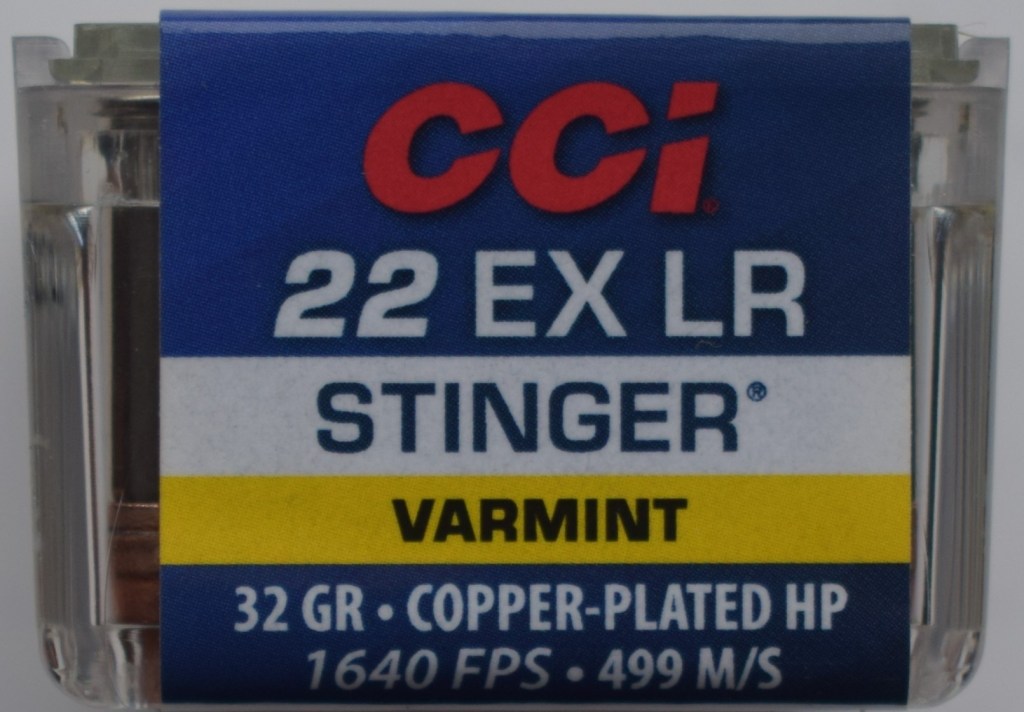 CCi®
22 EX LR
STINGER®
VARMINT
32 GR • COPPER-PLATED HP
1640 FPS • 499 M/S